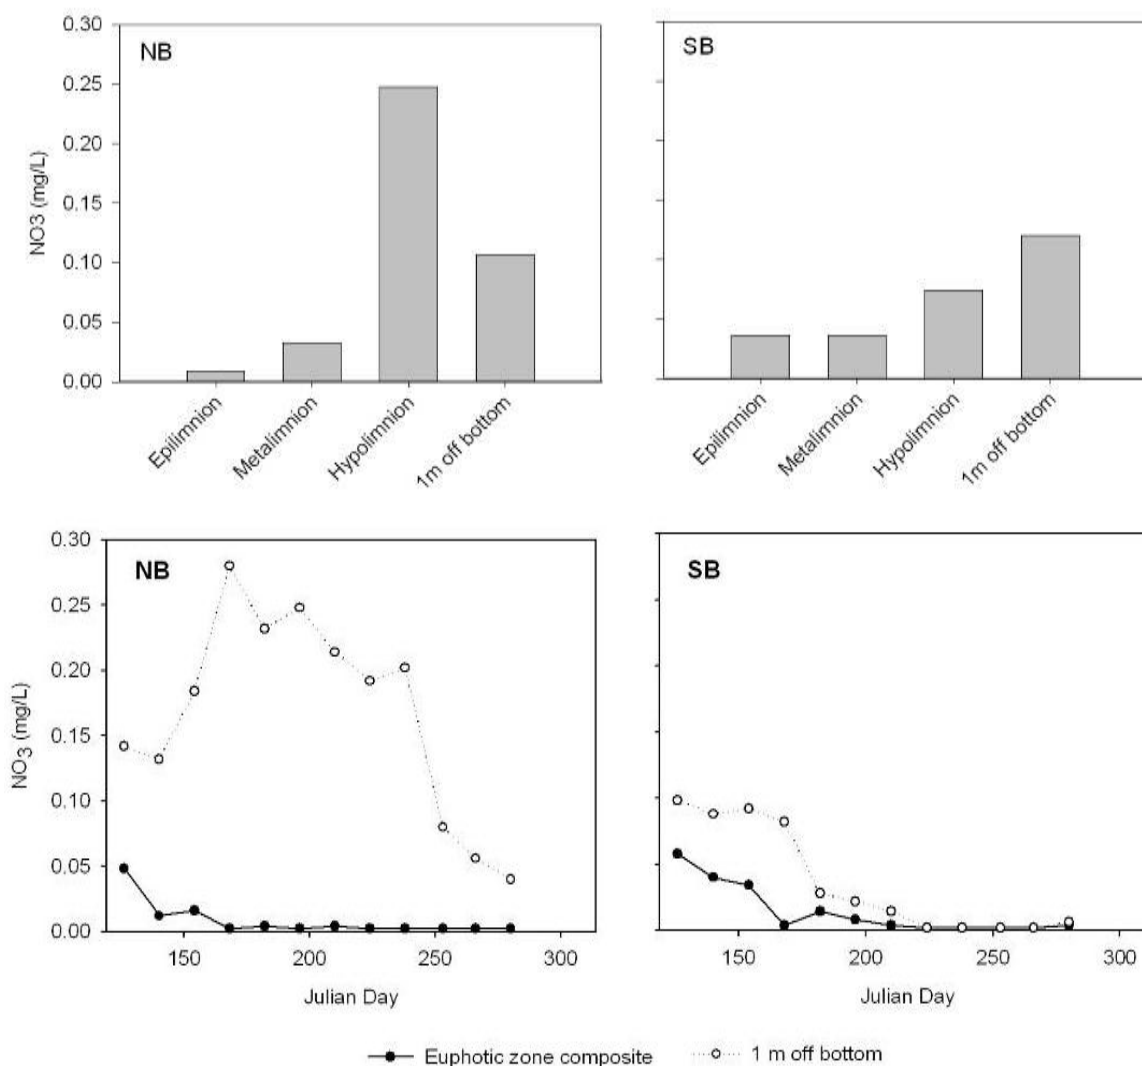 0.30
0.25
0.20
0.15
0.10
0.05
0.00
NO3 (mg/L)
NB
Epilimnion
Metalimnion
Hypolimnion
1m off bottom
SB
Epilimnion
Metalimnion
Hypolimnion
1m off bottom
0.30
0.25
0.20
0.15
0.10
0.05
0.00
NO3 (mg/L)
NB
150 200 250 300
Julian Day
SB
150 200 250 300
Julian Day
Euphotic zone composite
1 m off bottom